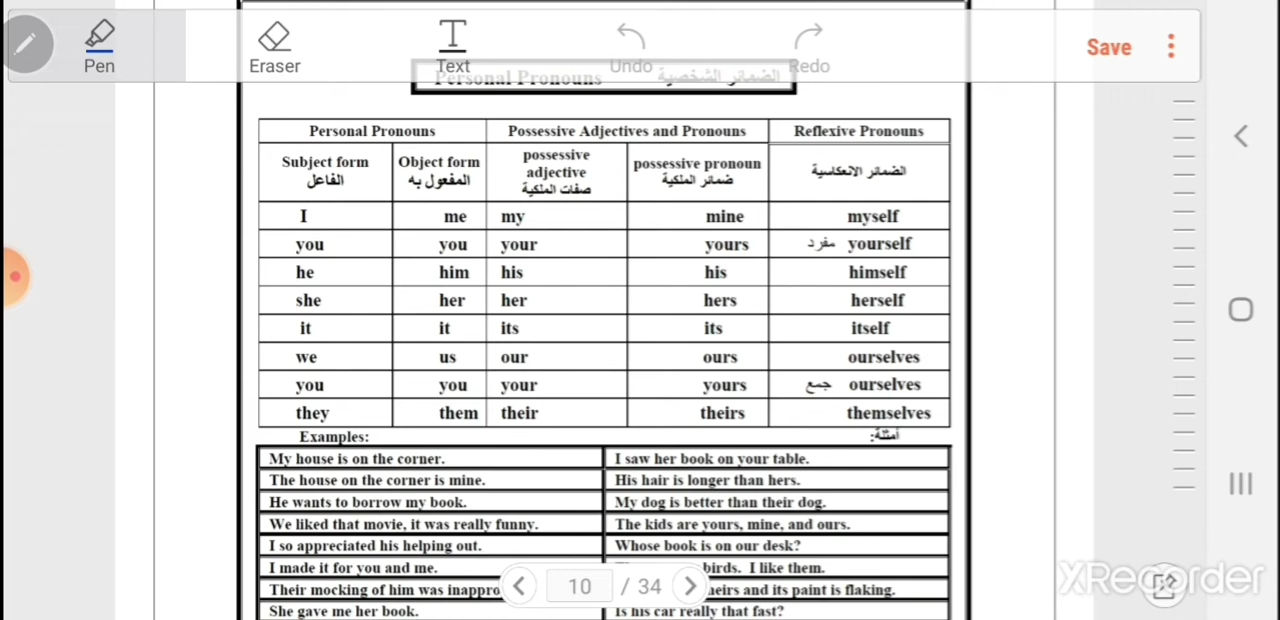 Pen Eraser Text Undo Redo Save
Personal Pronouns الضمائر الشخصية
Personal Pronouns Possessive Adjectives and Pronouns Reflexive Pronouns
Subject form الفاعل Object form المفعول به possessive adjective صفات الملكية possessive pronoun ضمائر الملكية الضمائر الانعكاسية
I me my mine myself
you you your yours مفرد yourself
he him his his himself
she her her hers herself
it it its its itself
we us our ours ourselves
you you your yours جمع ourselves
they them their theirs themselves
Examples: أمثلة:
My house is on the corner. I saw her book on your table.
The house on the corner is mine. His hair is longer than hers.
He wants to borrow my book. My dog is better than their dog.
We liked that movie, it was really funny. The kids are yours, mine, and ours.
I so appreciated his helping out. Whose book is on our desk?
I made it for you and me. birds. I like them.
Their mocking of him was and its paint is flaking.
She gave me her book. Is his car really that fast?
10 / 34
XRecorder